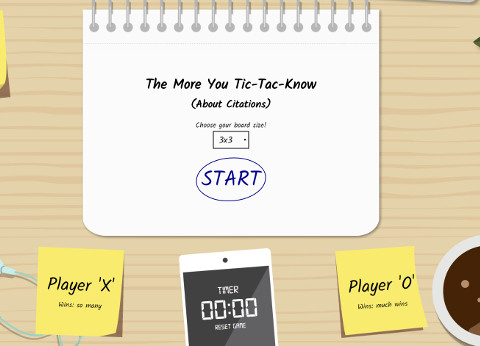 The More You Tic-Tac-Know
(About Citations)
Choose your board size!
3x3
START
Player 'X'
Wins: so many
TIMER
00:00
RESET GAME
Player 'O'
Wins: much wins